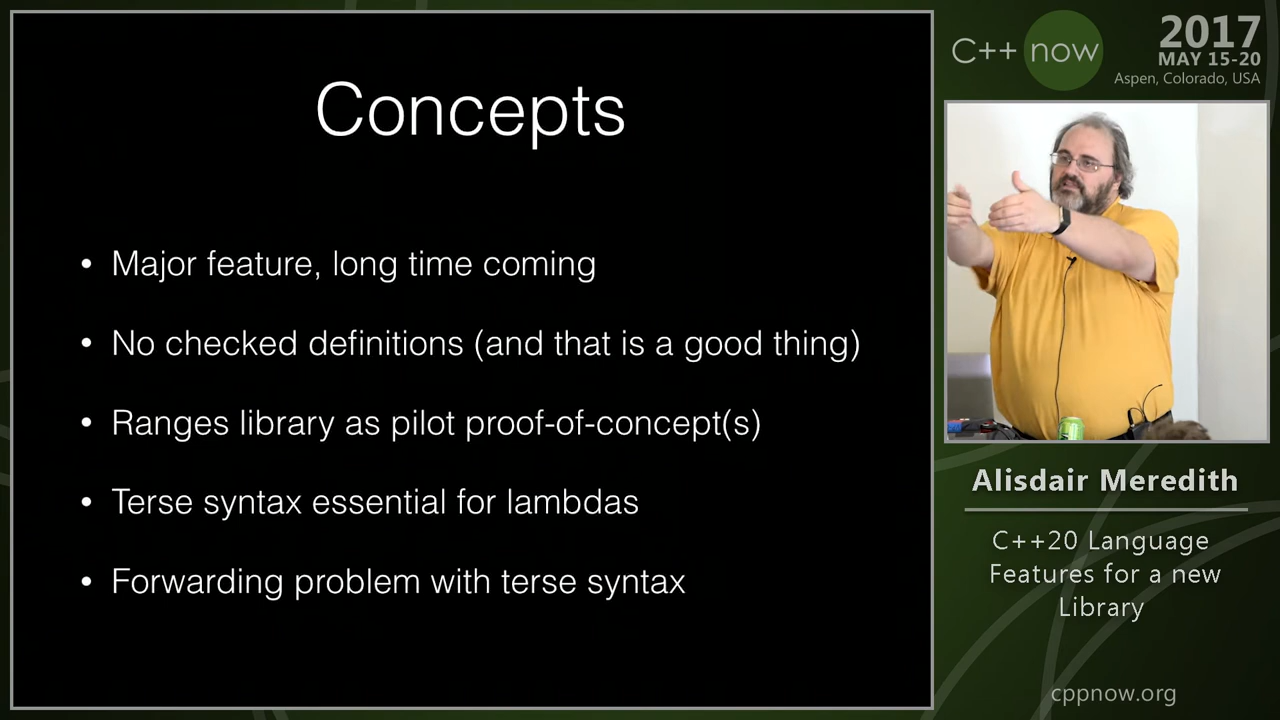 Concepts
• Major feature, long time coming
• No checked definitions (and that is a good thing)
• Ranges library as pilot proof-of-concept(s)
• Terse syntax essential for lambdas
• Forwarding problem with terse syntax
C++ now
2017
MAY 15-20
Aspen, Colorado, USA
Alisdair Meredith
C++20 Language
Features for a new
Library
cppnow.org